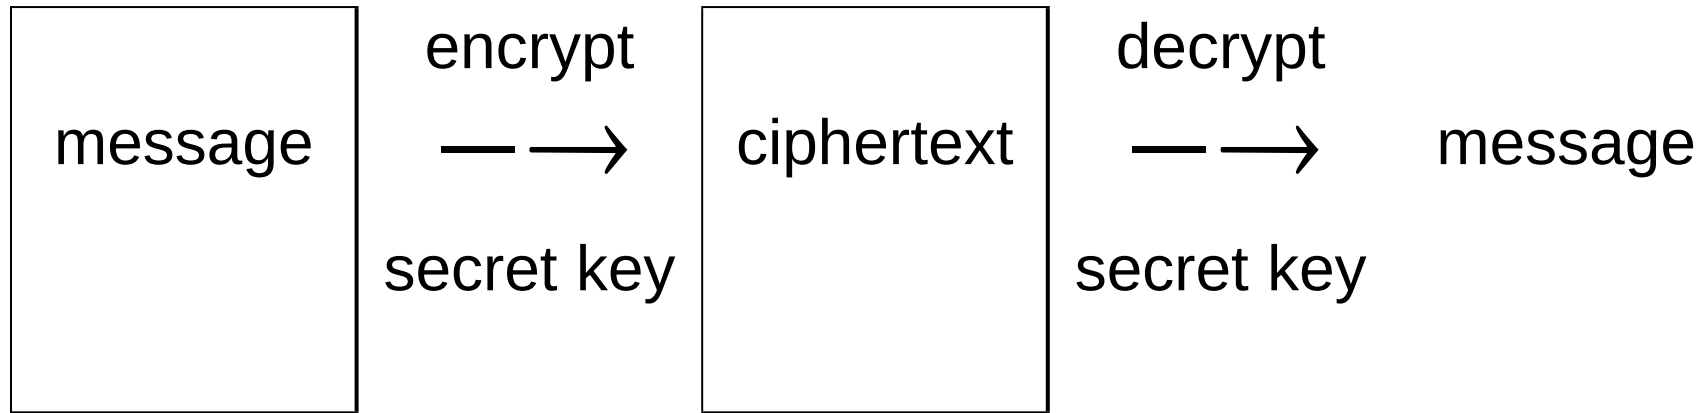 encrypt
decrypt
message
ciphertext
message
secret key
secret key